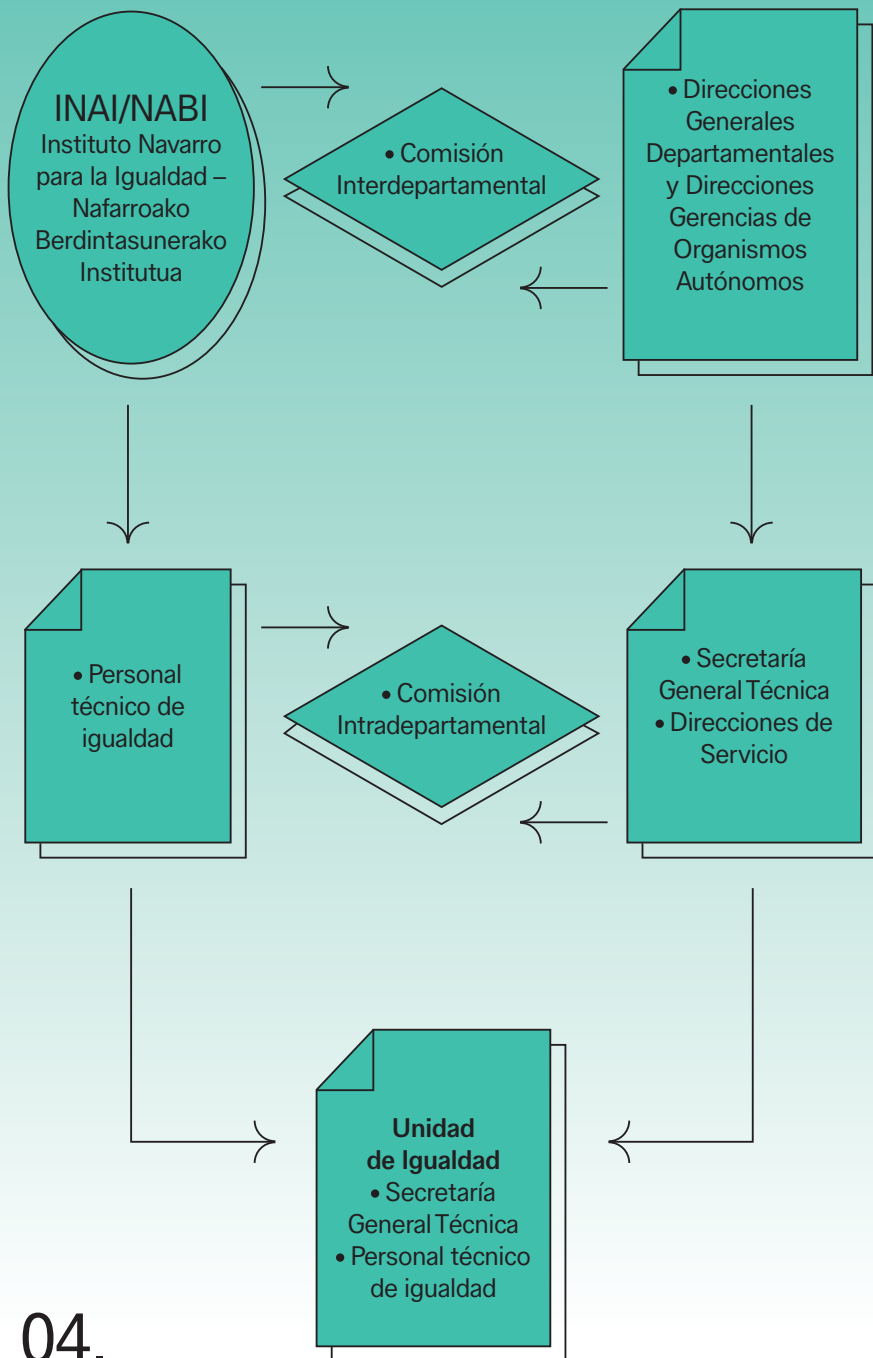 INAI/NABI
Instituto Navarro
para la Igualdad –
Nafarroako
Berdintasunerako
Institutua
• Comisión
Interdepartamental
• Direcciones
Generales
Departamentales
y Direcciones
Gerencias de
Organismos
Autónomos
• Personal
técnico de
igualdad
• Comisión
Intradepartamental
• Secretaría
General Técnica
• Direcciones de
Servicio
Unidad
de Igualdad
• Secretaría
General Técnica
• Personal técnico
de igualdad
04.